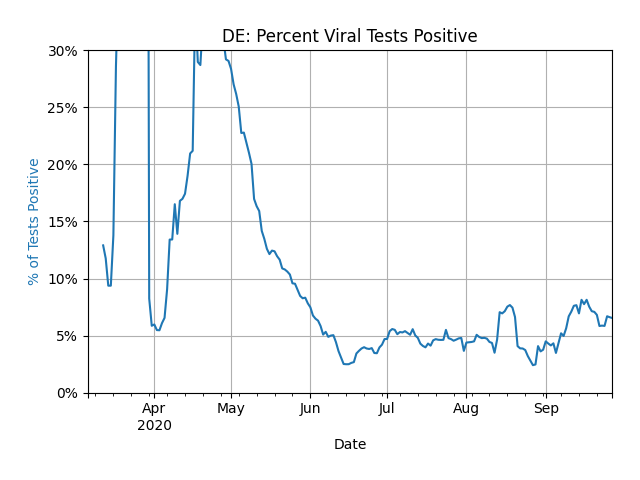 DE: Percent Viral Tests Positive
30%
25%
20%
15%
10%
5%
0%
% of Tests Positive
Apr May Jun Jul Aug Sep
2020
Date